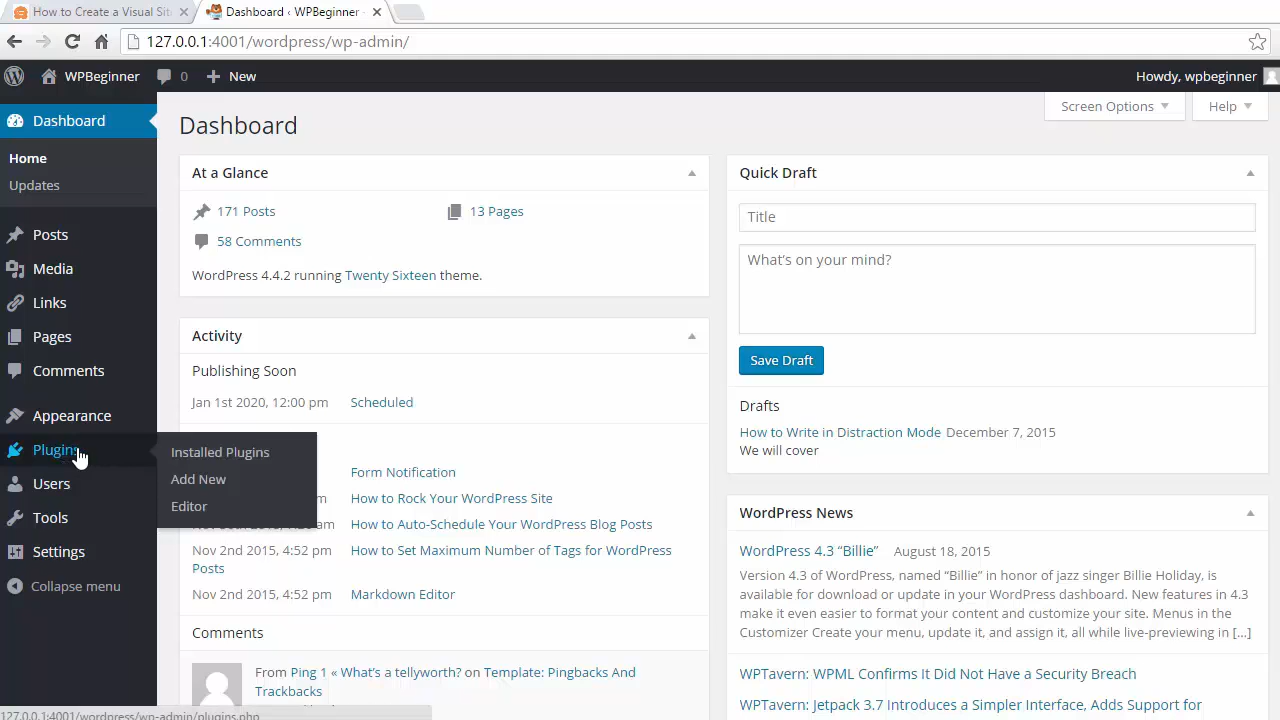 How to Create a Visual Sit
Dashboard ‹ WPBeginner
127.0.0.1:4001/wordpress/wp-admin/
WPBeginner 0 New
Howdy, wpbeginner
Dashboard
Home
Updates
Posts
Media
Links
Pages
Comments
Appearance
Plugins
Users
Tools
Settings
Collapse menu
Installed Plugins
Add New
Editor
Screen Options
Help
Dashboard
At a Glance
171 Posts 13 Pages
58 Comments
WordPress 4.4.2 running Twenty Sixteen theme.
Activity
Publishing Soon
Jan 1st 2020, 12:00 pm Scheduled
Form Notification
How to Rock Your WordPress Site
How to Auto-Schedule Your WordPress Blog Posts
Nov 2nd 2015, 4:52 pm How to Set Maximum Number of Tags for WordPress
Posts
Nov 2nd 2015, 4:52 pm Markdown Editor
Comments
From Ping 1 « What's a tellyworth? on Template: Pingbacks And
Trackbacks
Quick Draft
Title
What's on your mind?
Save Draft
Drafts
How to Write in Distraction Mode December 7, 2015
We will cover
WordPress News
WordPress 4.3 “Billie” August 18, 2015
Version 4.3 of WordPress, named “Billie” in honor of jazz singer Billie Holiday, is
available for download or update in your WordPress dashboard. New features in 4.3
make it even easier to format your content and customize your site. Menus in the
Customizer Create your menu, update it, and assign it, all while live-previewing in […]
WPTavern: WPML Confirms It Did Not Have a Security Breach
WPTavern: Jetpack 3.7 Introduces a Simpler Interface, Adds Support for
127.0.0.1:4001/wordpress/wp-admin/plugins.php